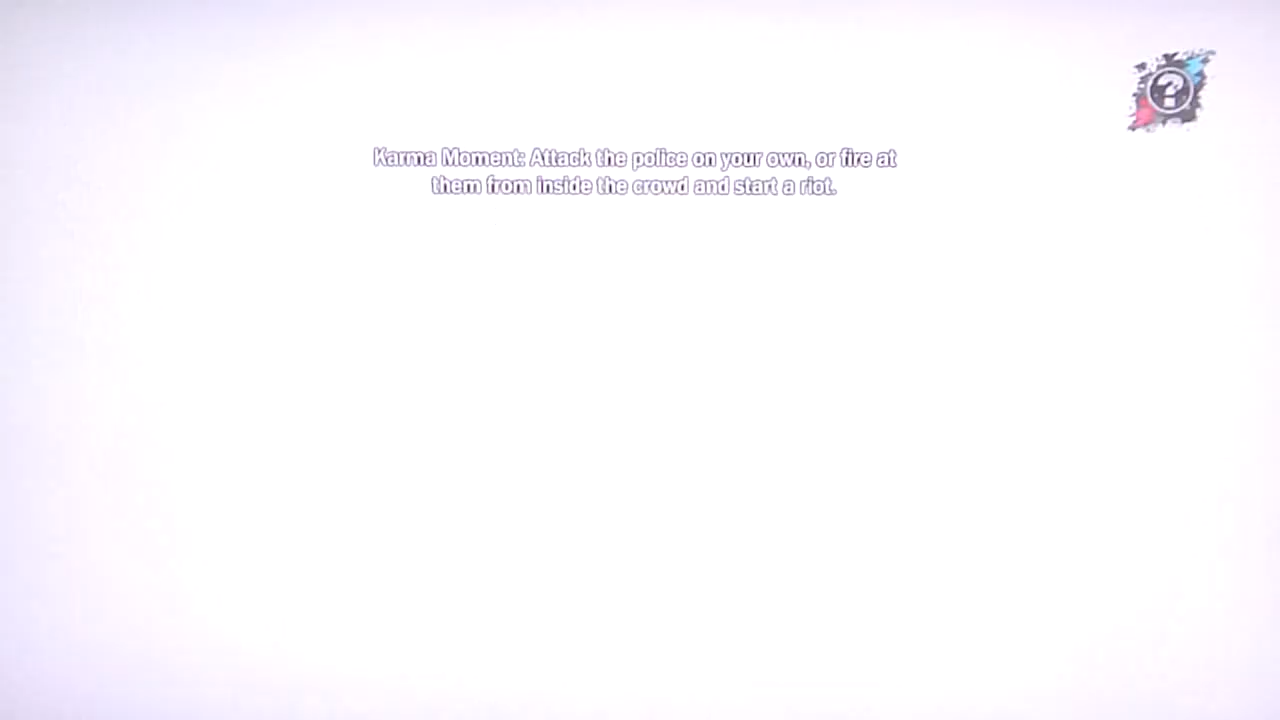 Karma Moment: Attack the police on your own, or fire at
them from inside the crowd and start a riot.